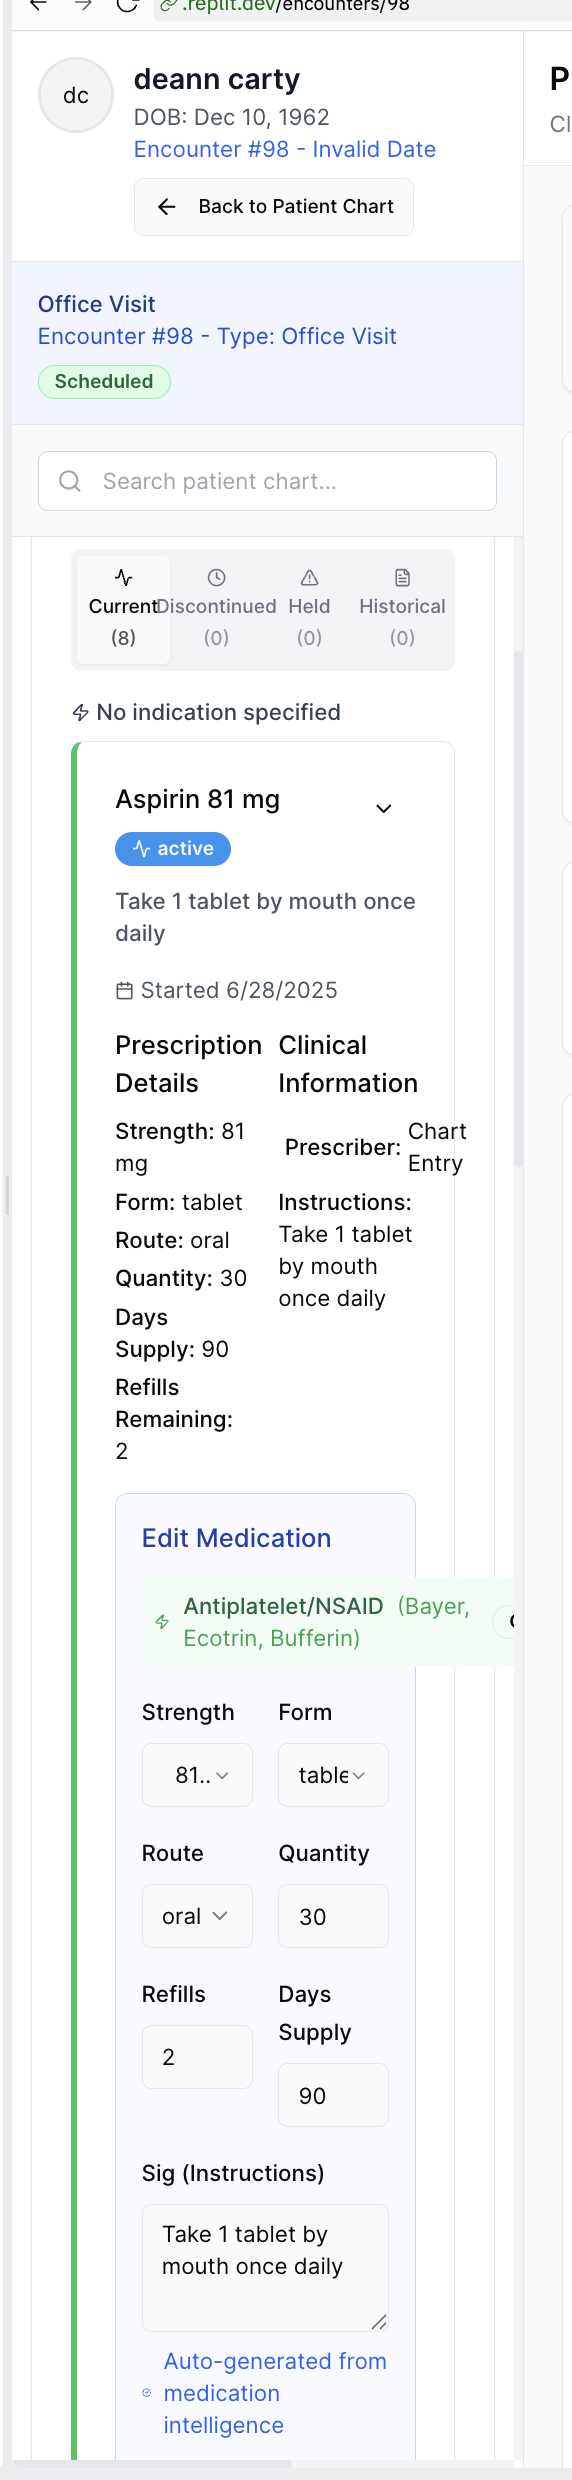 .replit.dev/encounters/98
dc
deann carty
DOB: Dec 10, 1962
Encounter #98 - Invalid Date
Back to Patient Chart
P
Cl
Office Visit
Encounter #98 - Type: Office Visit
Scheduled
Search patient chart...
Current
(8)
Discontinued
(0)
Held
(0)
Historical
(0)
No indication specified
Aspirin 81 mg
active
Take 1 tablet by mouth once
daily
Started 6/28/2025
Prescription
Details
Strength: 81
mg
Form: tablet
Route: oral
Quantity: 30
Days
Supply: 90
Refills
Remaining:
2
Clinical
Information
Prescriber: Chart
Entry
Instructions:
Take 1 tablet
by mouth
once daily
Edit Medication
Antiplatelet/NSAID (Bayer,
Ecotrin, Bufferin)
Strength
81..
Form
table
Route
oral
Quantity
30
Refills
2
Days
Supply
90
Sig (Instructions)
Take 1 tablet by
mouth once daily
Auto-generated from
medication
intelligence